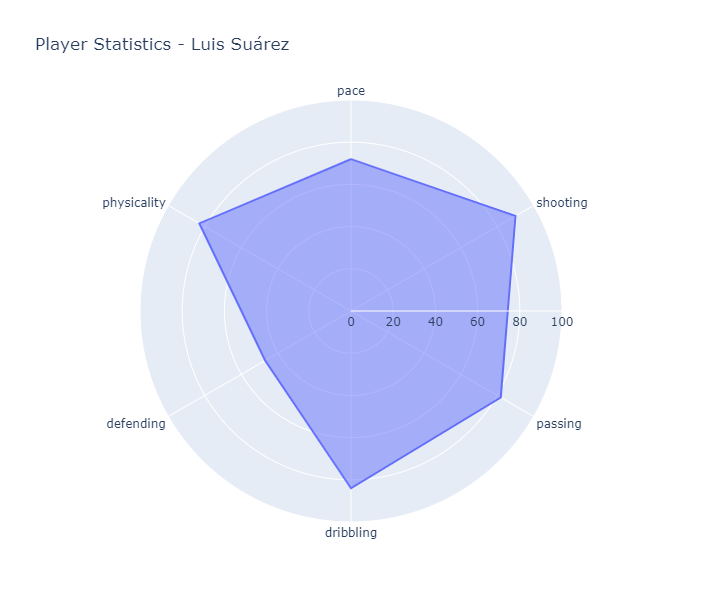 Player Statistics - Luis Suárez
pace
physicality
shooting
0 20 40 60 80 100
defending
passing
dribbling